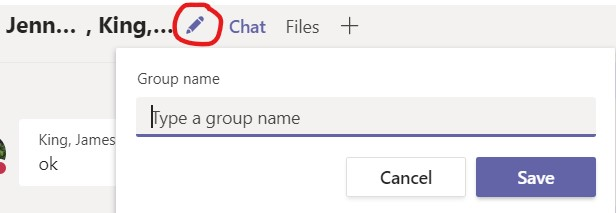 Jenn... , King,... Chat Files +
Group name
Type a group name
King, James
ok
Cancel Save